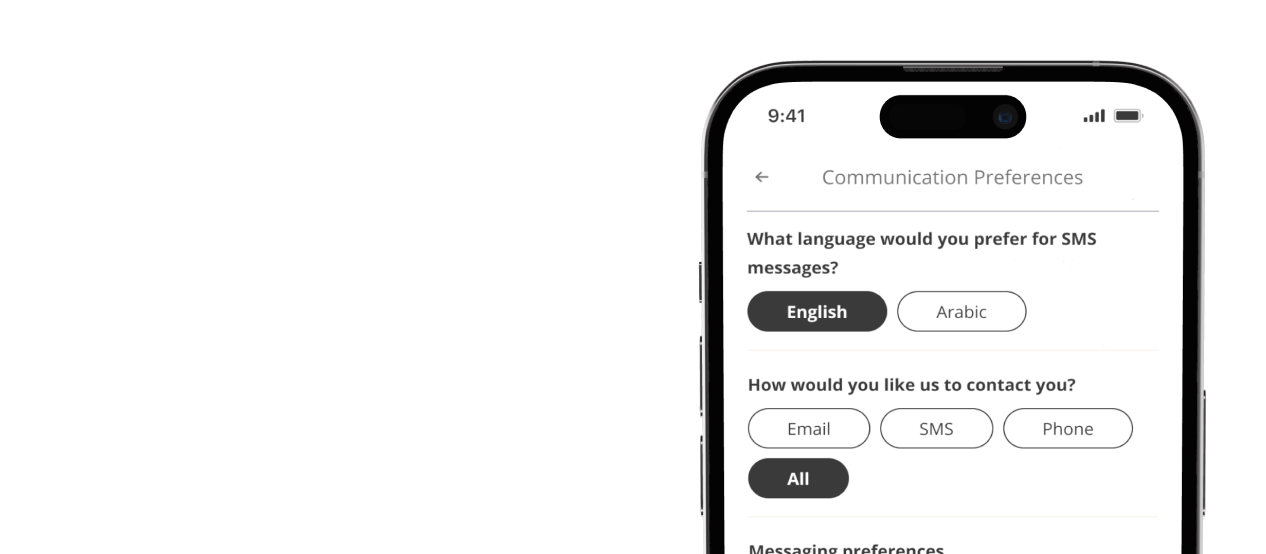 9:41
Communication Preferences
What language would you prefer for SMS
messages?
English Arabic
How would you like us to contact you?
Email SMS Phone
All
Messaging preferences